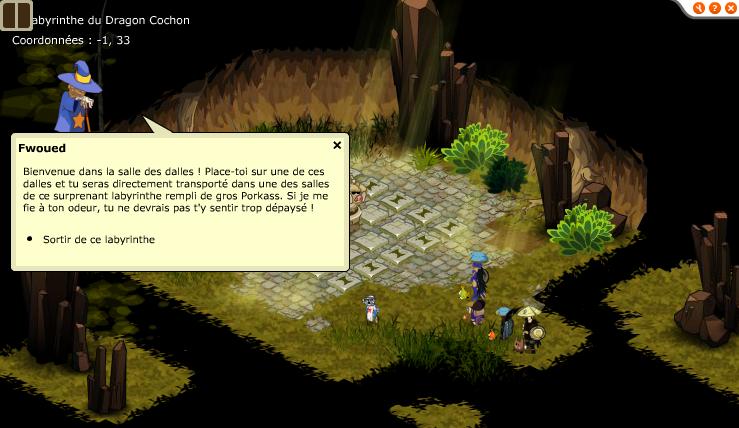 abyrinthe du Dragon Cochon
Coordonnées : -1, 33
Fwoued
Bienvenue dans la salle des dalles ! Place-toi sur une de ces
dalles et tu seras directement transporté dans une des salles
de ce surprenant labyrinthe rempli de gros Porkass. Si je me
fie à ton odeur, tu ne devrais pas t'y sentir trop dépaysé !
• Sortir de ce labyrinthe